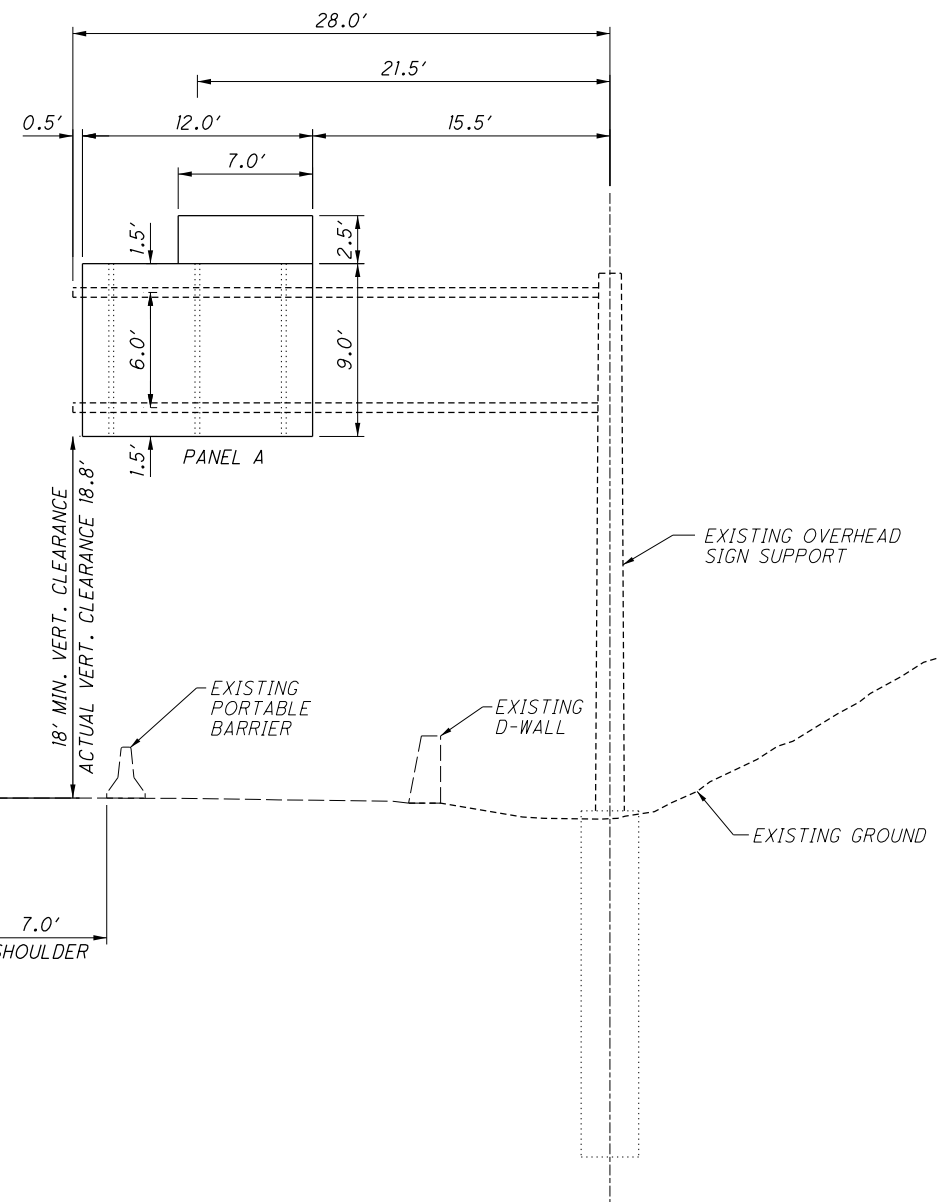 28.0'
21.5'
0.5'
12.0'
15.5'
7.0'
1.5'
2.5'
6.0'
9.0'
1.5'
PANEL A
18' MIN. VERT. CLEARANCE
ACTUAL VERT. CLEARANCE 18.8'
EXISTING OVERHEAD
SIGN SUPPORT
EXISTING
PORTABLE
BARRIER
EXISTING
D-WALL
EXISTING GROUND
7.0'
SHOULDER